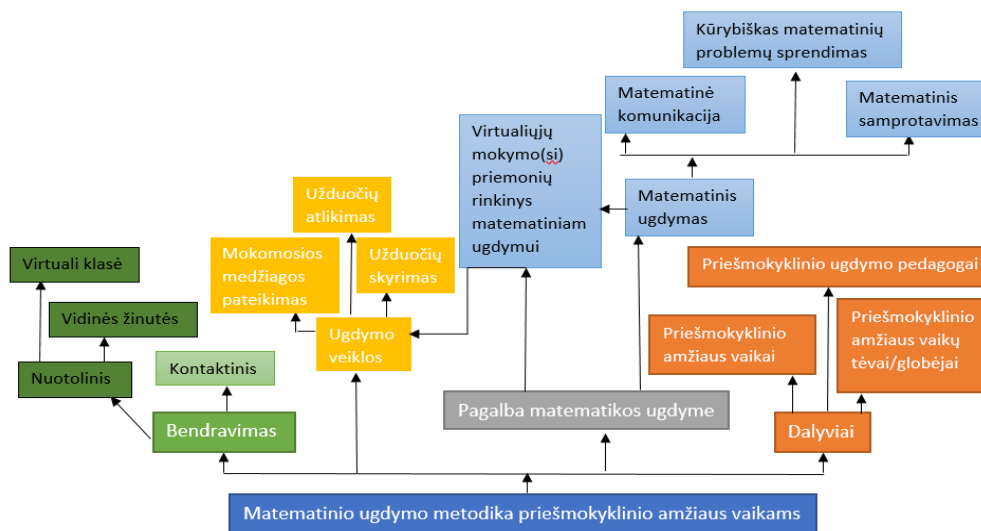 Kūrybiškas matematinių
problemų sprendimas
Matematinė
komunikacija
Matematinis
samprotavimas
Virtualiųjų
mokymo(si)
priemonių
rinkinys
matematiniam
ugdymui
Matematinis
ugdymas
Užduočių
atlikimas
Mokomosios
medžiagos
pateikimas
Užduočių
skyrimas
Ugdymo
veiklos
Virtuali klasė
Vidinės žinutės
Nuotolinis
Kontaktinis
Bendravimas
Pagalba matematikos ugdyme
Priešmokyklinio ugdymo pedagogai
Priešmokyklinio
amžiaus vaikai
Priešmokyklinio
amžiaus vaikų
tėvai/globėjai
Dalyviai
Matematinio ugdymo metodika priešmokyklinio amžiaus vaikams